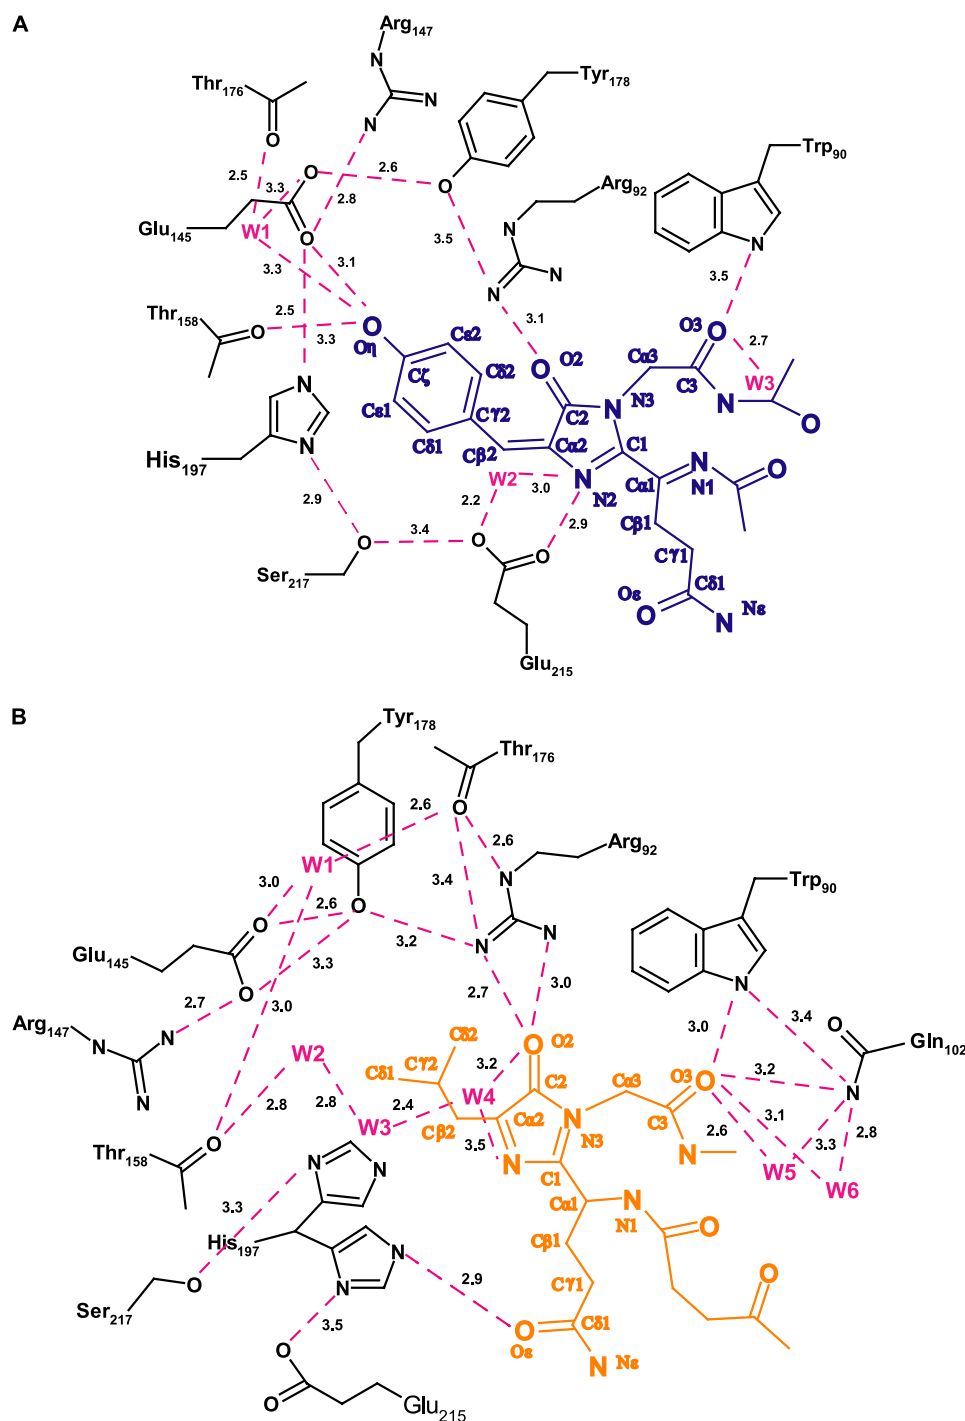 A
Arg147
Thr176
Tyr178
N
N
N
O
O
2.6
Trp90
2.5
3.3
2.8
Arg92
Glu145
W1
O
O
N
3.5
N
3.3
3.1
N
N
3.5
Thr158
O
2.5
3.3
3.1
Oη
O
Cε2
O
O2
O3
O
2.7
Cα3
W3
Cζ
Cδ2
C3
N
O
Cε1
Cγ2
C2
N
N3
N
Cδ1
Cβ2
Cα2
C1
His197
N
W2
3.0
N
N2
Cα1
N
N1
O
2.9
2.2
2.9
Cβ1
3.4
O
O
O
Cγ1
Ser217
Cδ1
Oε
O
N
Nε
Glu215
B
Tyr178
Thr176
2.6
O
2.6
Arg92
W1
3.4
N
Trp90
3.0
2.6
O
O
3.2
N
N
Glu145
3.3
2.7
3.0
O
2.7
3.0
N
3.4
O
Gln102
Arg147
N
N
3.0
N
W2
Cδ2
3.2
O
O2
O3
O
3.2
N
Cδ1
Cγ2
C2
Cα3
2.8
2.8
2.4
W4
C3
2.6
3.1
3.3
2.8
W3
Cβ2
Cα2
N
N3
O
3.5
N
C1
N
W5
W6
Thr158
N
N
Cα1
N
N1
O
3.3
His197
N
Cβ1
2.9
O
N
Cγ1
O
Ser217
3.5
O
Oε
Cδ1
O
N
Nε
O
Glu215